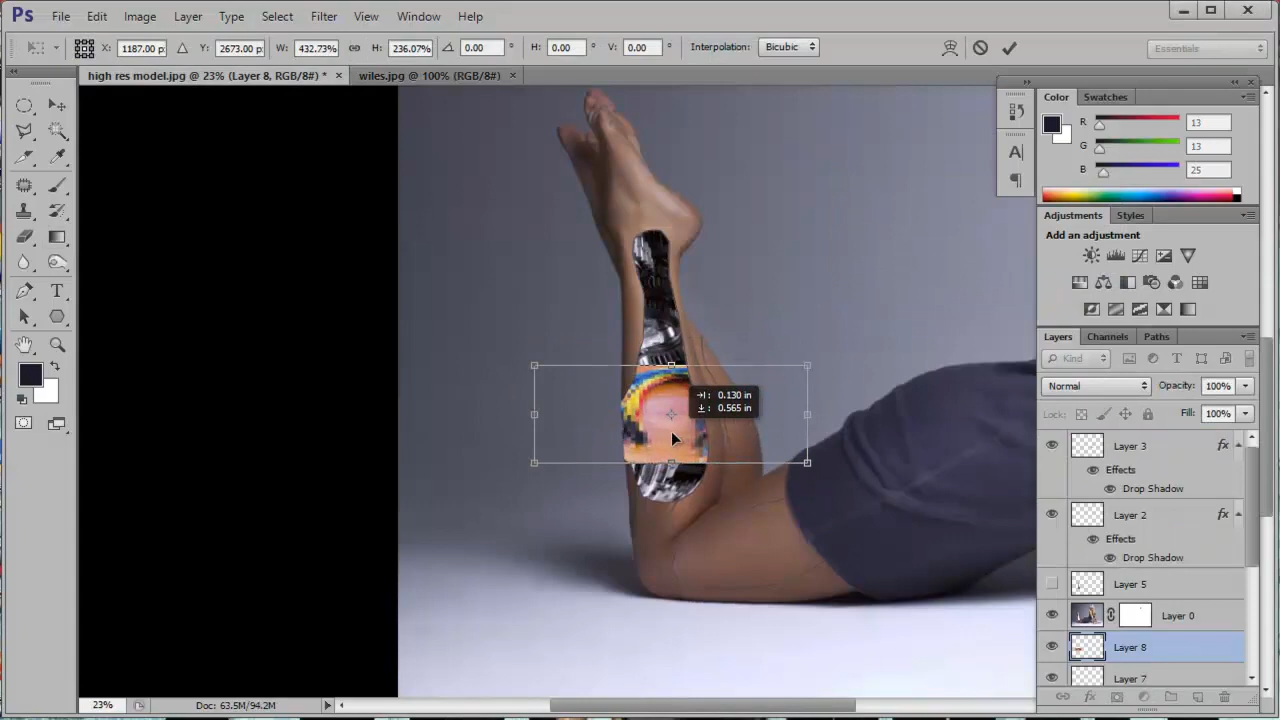 Ps File Edit Image Layer Type Select Filter View Window Help
X: 1187.00 p Y: 2673.00 p W: 432.73% H: 236.07% 0.00 ° H: 0.00 ° V: 0.00 ° Interpolation: Bicubic Essentials
high res model.jpg @ 23% (Layer 8, RGB/8#) * × wiles.jpg @ 100% (RGB/8#) ×
Color Swatches
R 13
G 13
B 25
Adjustments Styles
Add an adjustment
Layers Channels Paths
Kind
Normal Opacity: 100%
Lock: Fill: 100%
Layer 3 fx
Effects
Drop Shadow
Layer 2 fx
Effects
Drop Shadow
Layer 5
Layer 0
Layer 8
Layer 7
fx
A
T
→I: 0.130 in
↓: 0.565 in
23% Doc: 63.5M/94.2M